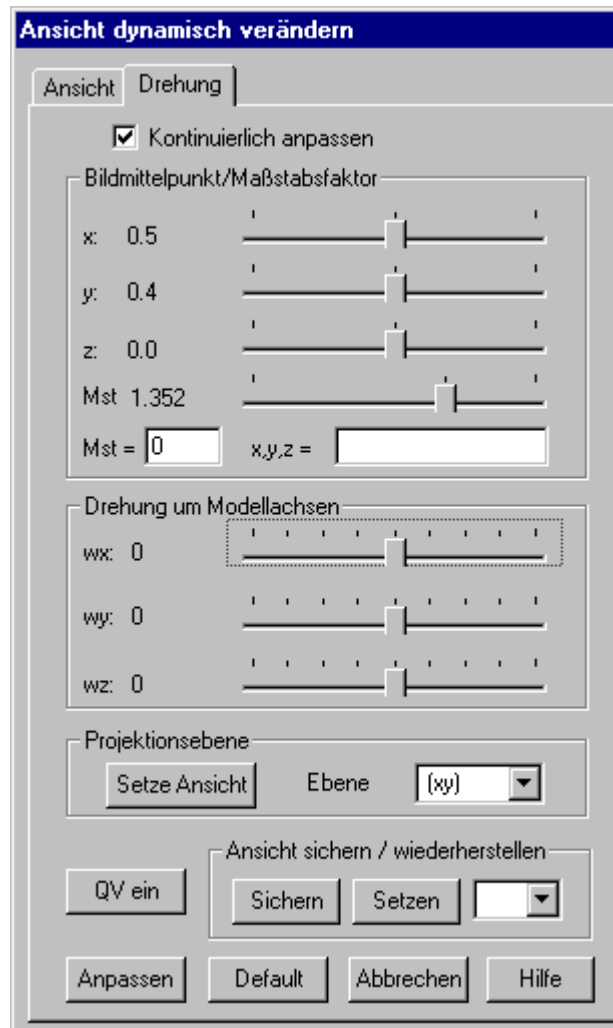 Ansicht dynamisch verändern
Ansicht Drehung
Kontinuierlich anpassen
Bildmittelpunkt/Maßstabsfaktor
x: 0.5
y: 0.4
z: 0.0
Mst 1.352
Mst = 0 x,y,z =
Drehung um Modellachsen
wx: 0
wy: 0
wz: 0
Projektionsebene
Setze Ansicht Ebene (xy)
Ansicht sichern / wiederherstellen
QV ein Sichern Setzen
Anpassen Default Abbrechen Hilfe